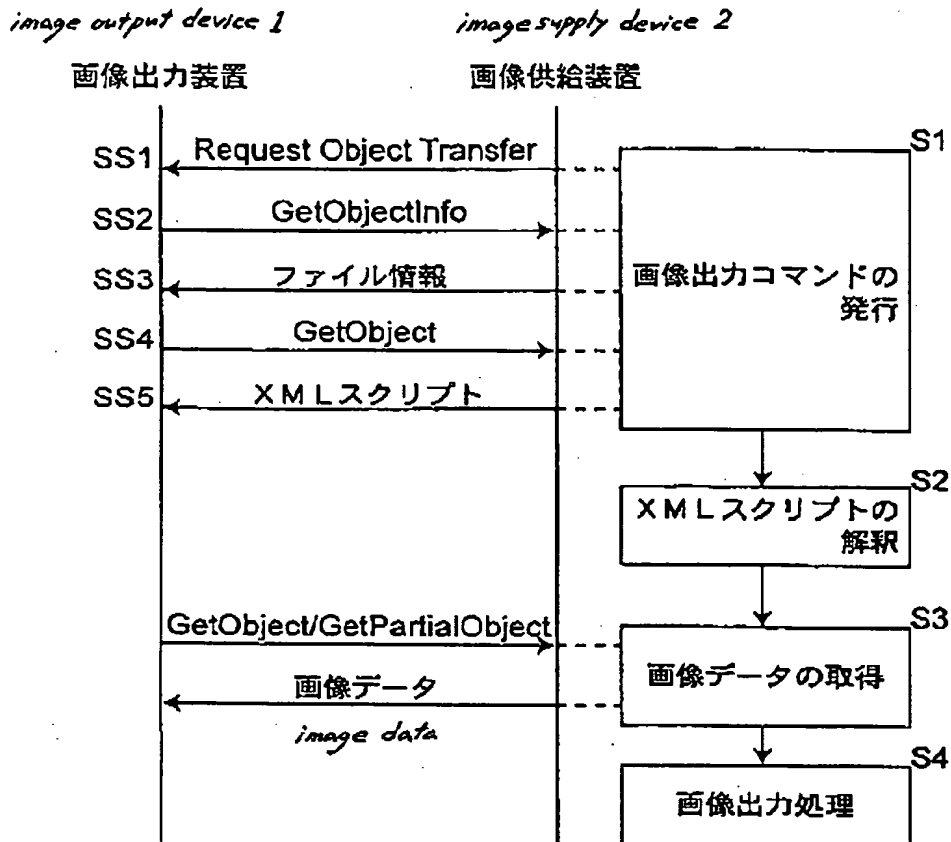 image output device 1
image supply device 2
画像出力装置
画像供給装置
S1
SS1
Request Object Transfer
SS2
GetObjectInfo
SS3
ファイル情報
画像出力コマンドの
発行
SS4
GetObject
SS5
XMLスクリプト
S2
XMLスクリプトの
解釈
GetObject/GetPartialObject
S3
画像データの取得
画像データ
image data
S4
画像出力処理